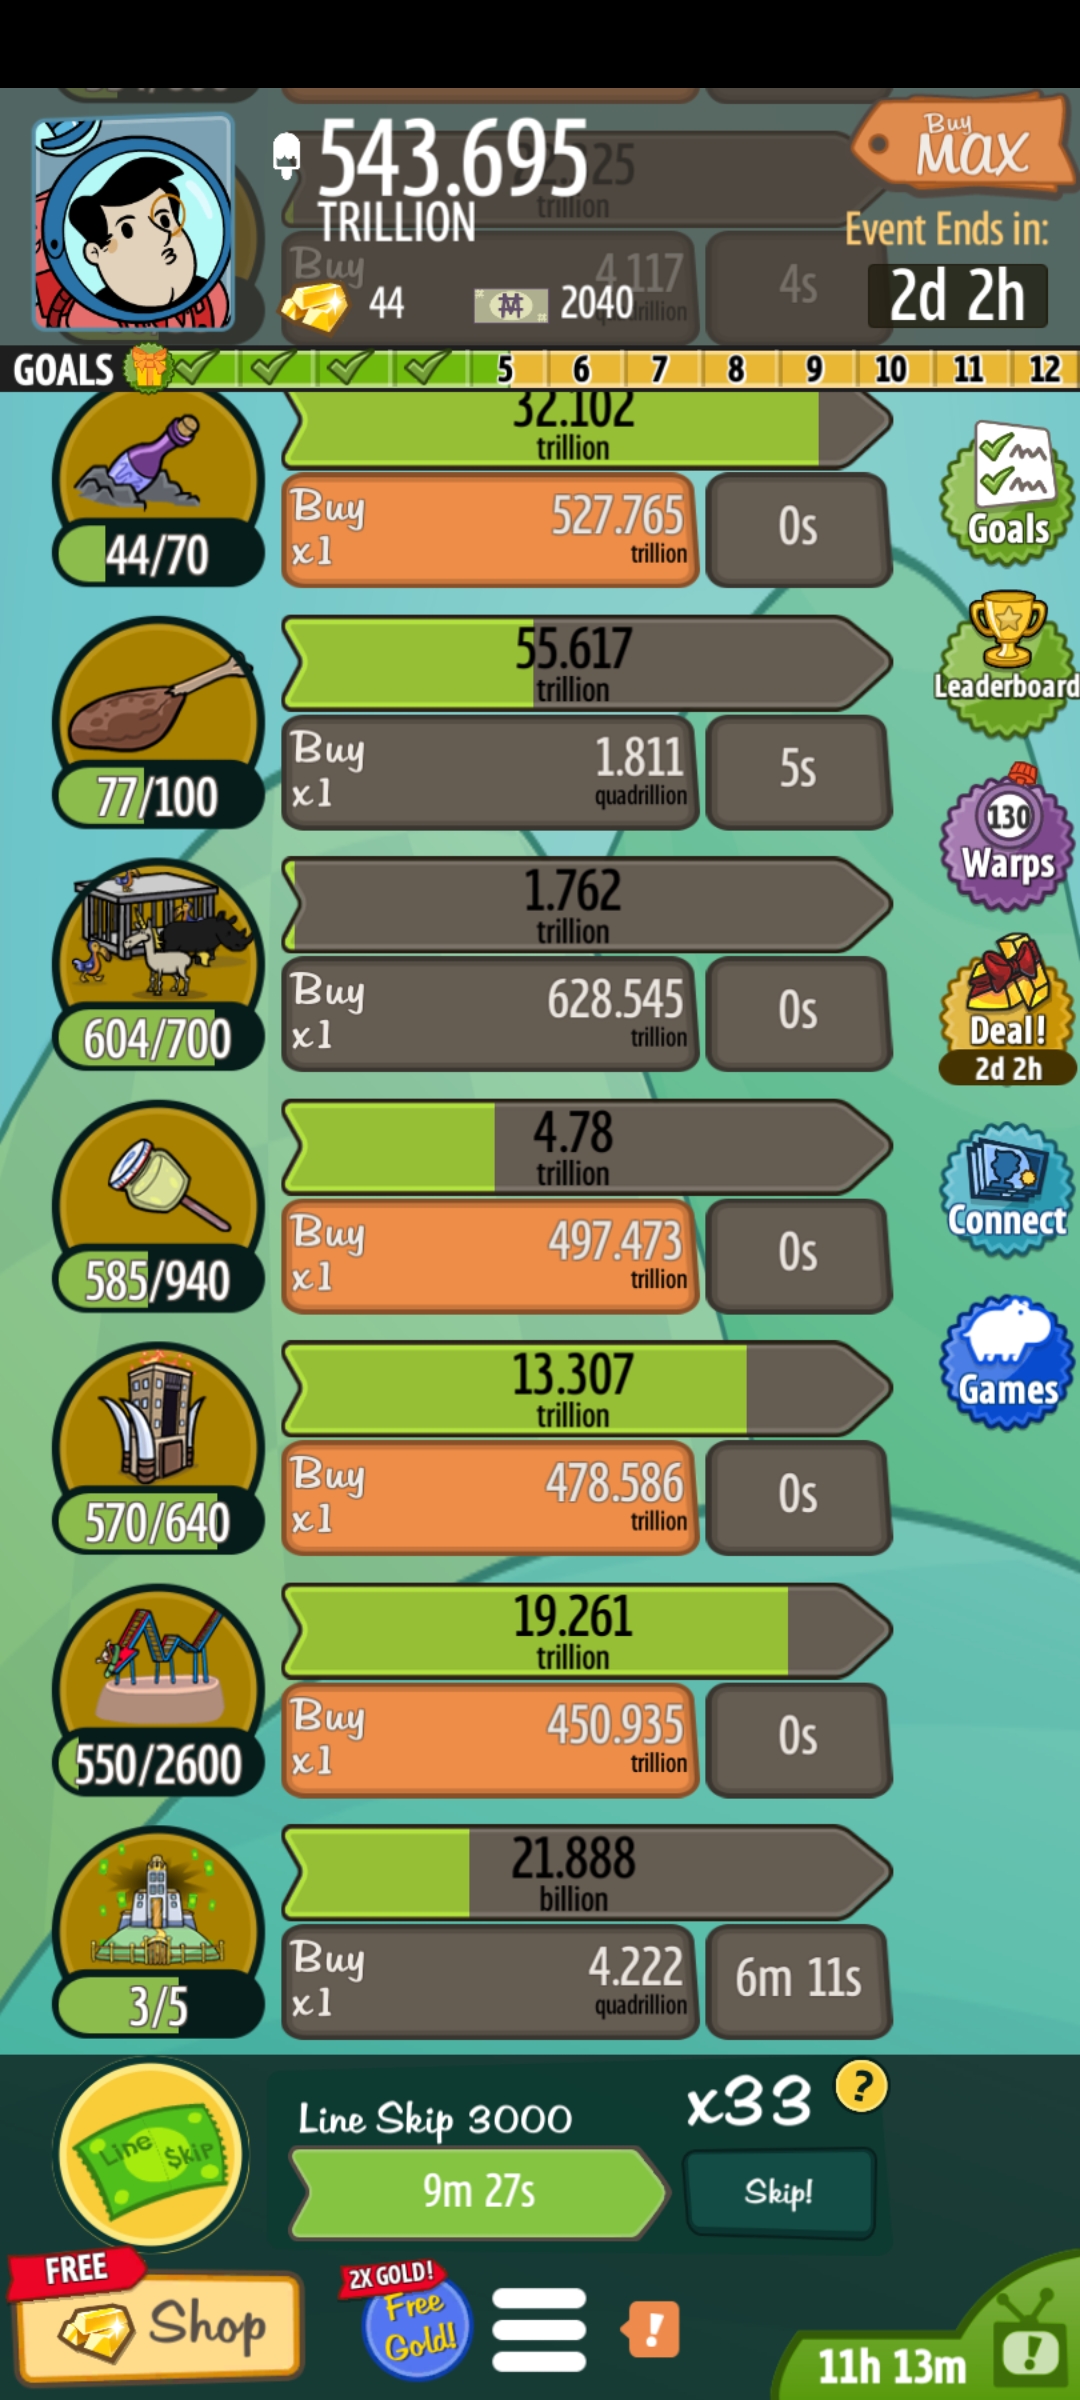 543.695
TRILLION
44
2040
Buy
MAX
Event Ends in:
2d 2h
Buy
4.117
4s
trillion
GOALS
5 6 7 8 9 10 11 12
32.102
trillion
Buy
x1
527.765
trillion
0s
44/70
Goals
55.617
trillion
Buy
x1
1.811
quadrillion
5s
77/100
Leaderboard
1.762
trillion
Buy
x1
628.545
trillion
0s
604/700
130
Warps
Deal!
2d 2h
4.78
trillion
Buy
x1
497.473
trillion
0s
585/940
Connect
13.307
trillion
Buy
x1
478.586
trillion
0s
570/640
Games
19.261
trillion
Buy
x1
450.935
trillion
0s
550/2600
21.888
billion
Buy
x1
4.222
quadrillion
6m 11s
3/5
Line Skip
Line Skip 3000
9m 27s
x33
?
Skip!
FREE
Shop
2X GOLD!
Free
Gold!
!
11h 13m
!